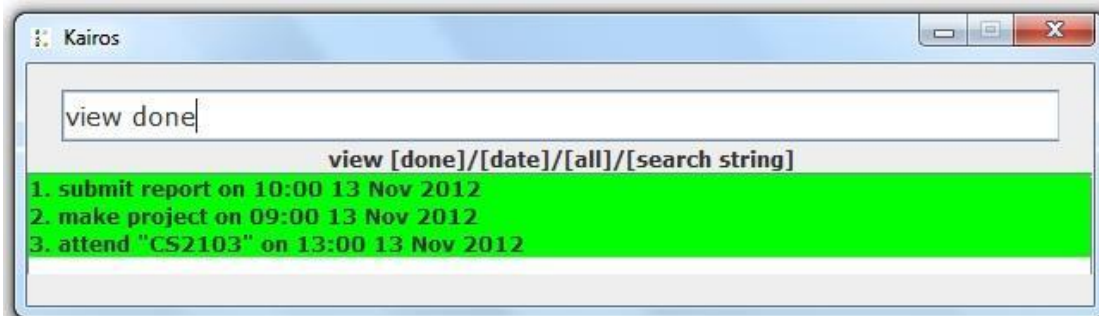 Kairos
view done
view [done]/[date]/[all]/[search string]
1. submit report on 10:00 13 Nov 2012
2. make project on 09:00 13 Nov 2012
3. attend "CS2103" on 13:00 13 Nov 2012